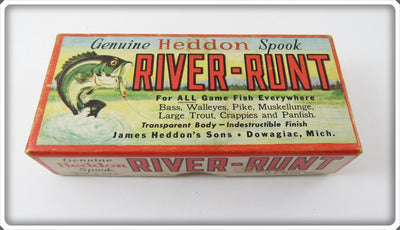 Genuine Heddon Spook
RIVER-RUNT
For ALL Game Fish Everywhere
Bass, Walleyes, Pike, Muskellunge,
Large Trout, Crappies and Panfish.
Transparent Body — Indestructible Finish
James Heddon's Sons • Dowagiac, Mich.
Genuine
Heddon
RIVER-RUNT